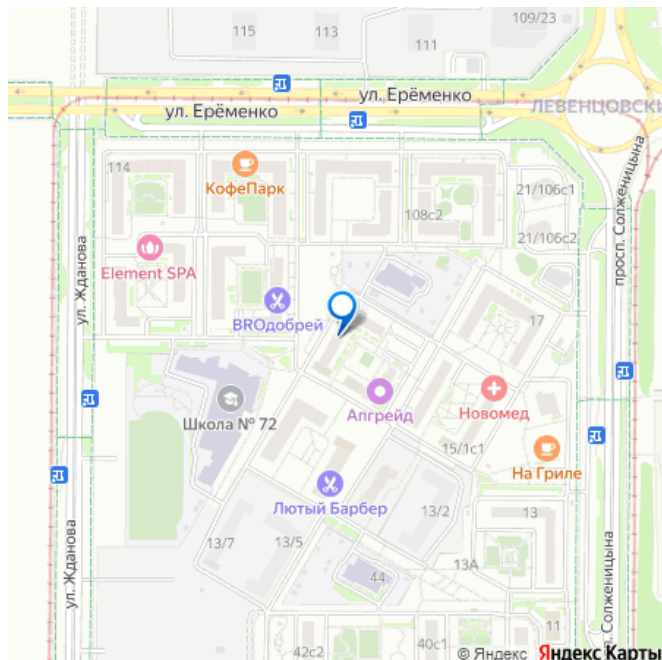 109/23
115
113
111
ул. Ерёменко
ул. Ерёменко
ЛЕВЕНЦОВСКИ
114
КофеПарк
108с2
21/106с1
21/106с2
просп. Солженицына
ул. Жданова
Element SPA
BROдобрей
17
Школа № 72
Апгрейд
Новомед
15/1с1
На Гриле
Лютый Барбер
13/2
13
13/7
13/5
13А
44
ул. Жданова
. Солженицына
11
42с2
40с1
© Яндекс Яндекс Карты